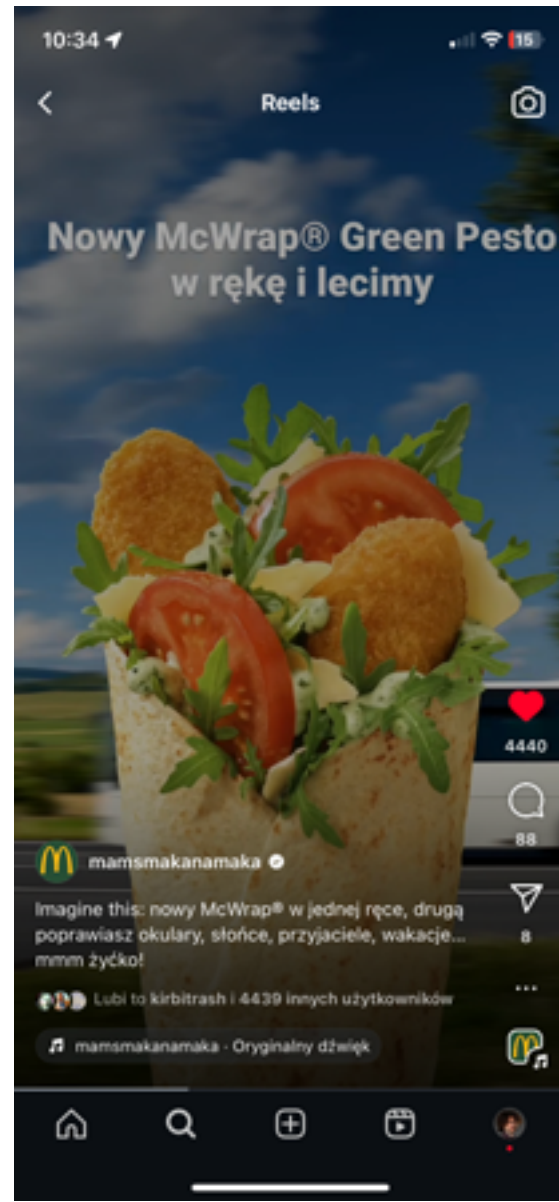 10:34
15
Reels
Nowy McWrap® Green Pesto
w rękę i lecimy
4440
88
mamsmakanamaka
Imagine this: nowy McWrap® w jednej ręce, drugą
poprawiasz okulary, słońce, przyjaciele, wakacje...
mmm żyćko!
8
Lubi to kirbitrash i 4439 innych użytkowników
mamsmakanamaka · Oryginalny dźwięk